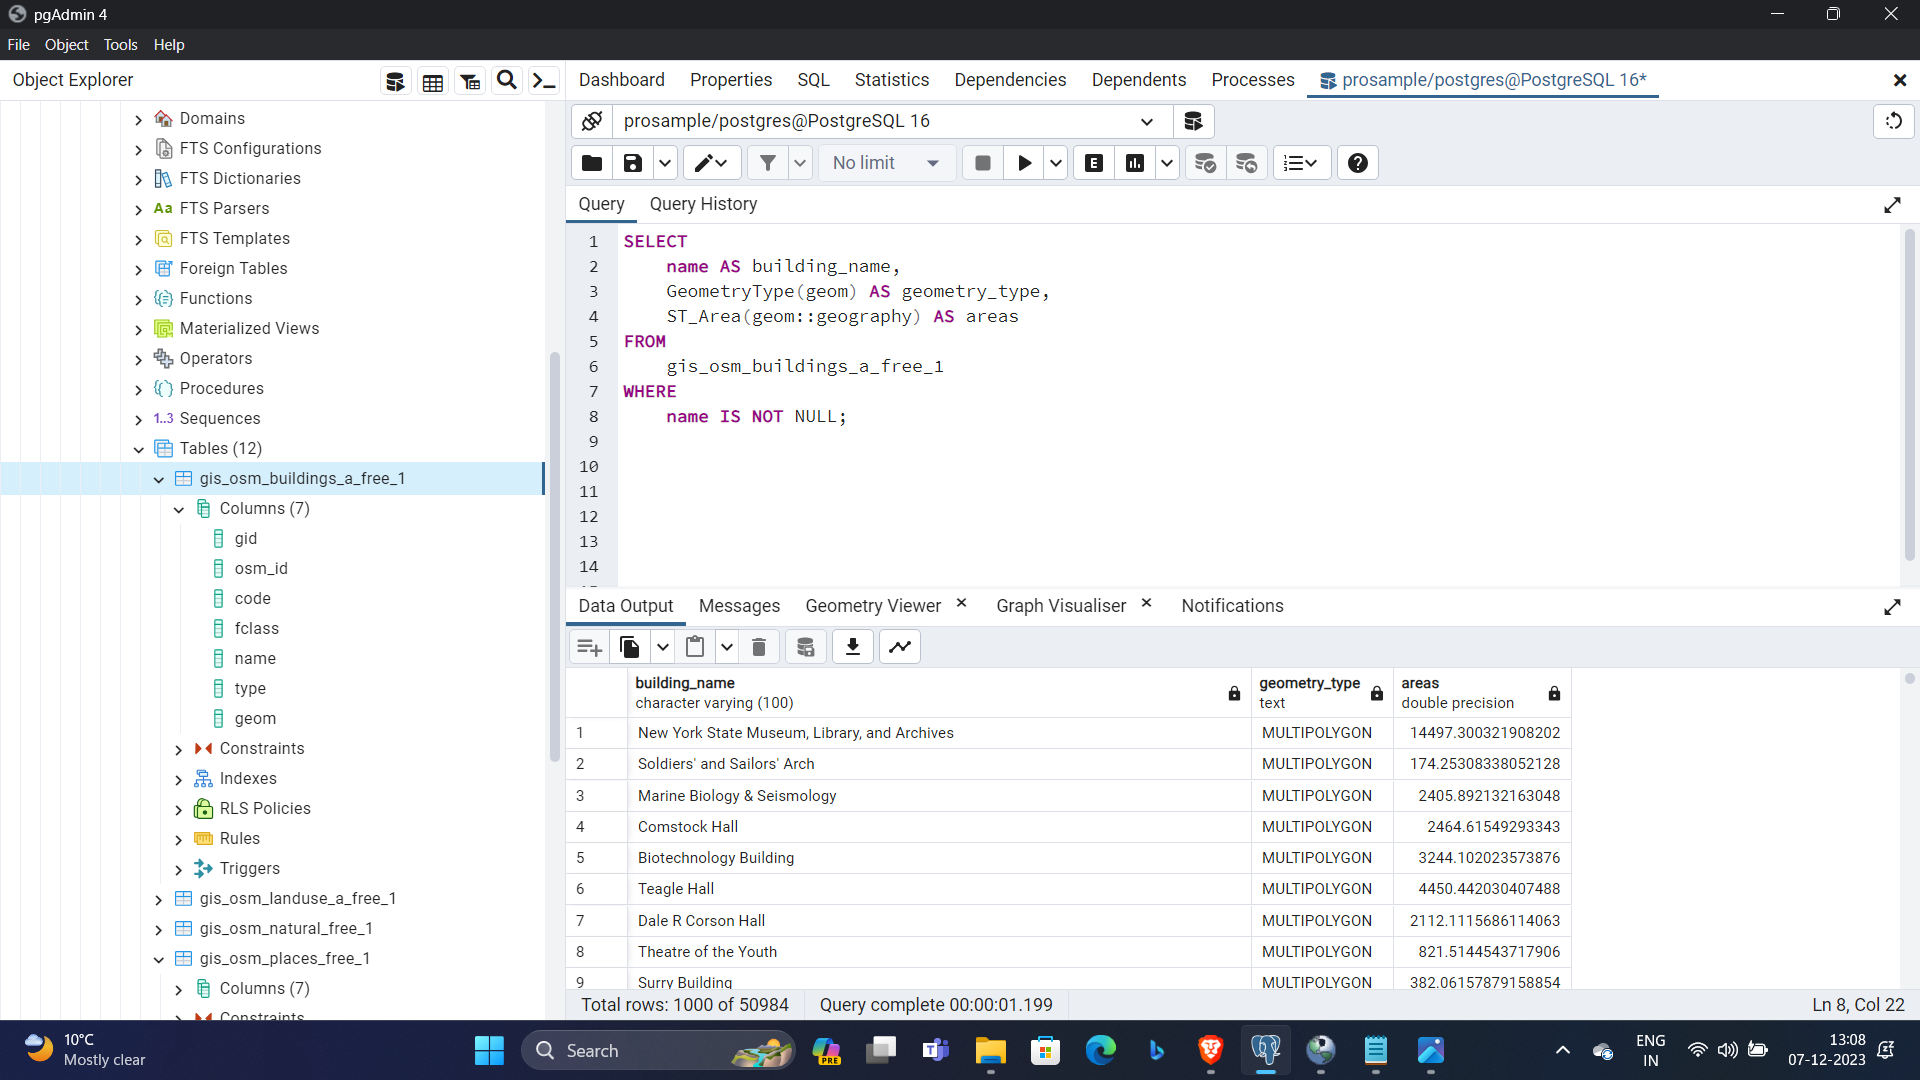 pgAdmin 4
File Object Tools Help
Object Explorer
Dashboard Properties SQL Statistics Dependencies Dependents Processes prosample/postgres@PostgreSQL 16*
prosample/postgres@PostgreSQL 16
No limit
E
Query Query History
Domains
FTS Configurations
FTS Dictionaries
Aa FTS Parsers
FTS Templates
Foreign Tables
Functions
Materialized Views
Operators
Procedures
1..3 Sequences
Tables (12)
gis_osm_buildings_a_free_1
Columns (7)
gid
osm_id
code
fclass
name
type
geom
Constraints
Indexes
RLS Policies
Rules
Triggers
gis_osm_landuse_a_free_1
gis_osm_natural_free_1
gis_osm_places_free_1
Columns (7)
Constraints
1 SELECT
2 name AS building_name,
3 GeometryType(geom) AS geometry_type,
4 ST_Area(geom::geography) AS areas
5 FROM
6 gis_osm_buildings_a_free_1
7 WHERE
8 name IS NOT NULL;
9
10
11
12
13
14
Data Output Messages Geometry Viewer Graph Visualiser Notifications
building_name geometry_type areas
character varying (100) text double precision
1 New York State Museum, Library, and Archives MULTIPOLYGON 14497.300321908202
2 Soldiers' and Sailors' Arch MULTIPOLYGON 174.25308338052128
3 Marine Biology & Seismology MULTIPOLYGON 2405.892132163048
4 Comstock Hall MULTIPOLYGON 2464.61549293343
5 Biotechnology Building MULTIPOLYGON 3244.102023573876
6 Teagle Hall MULTIPOLYGON 4450.442030407488
7 Dale R Corson Hall MULTIPOLYGON 2112.1115686114063
8 Theatre of the Youth MULTIPOLYGON 821.5144543717906
9 Surry Building MULTIPOLYGON 382.06157879158854
Total rows: 1000 of 50984 Query complete 00:00:01.199 Ln 8, Col 22
10°C
Mostly clear
Search
PRE
ENG
IN
13:08
07-12-2023